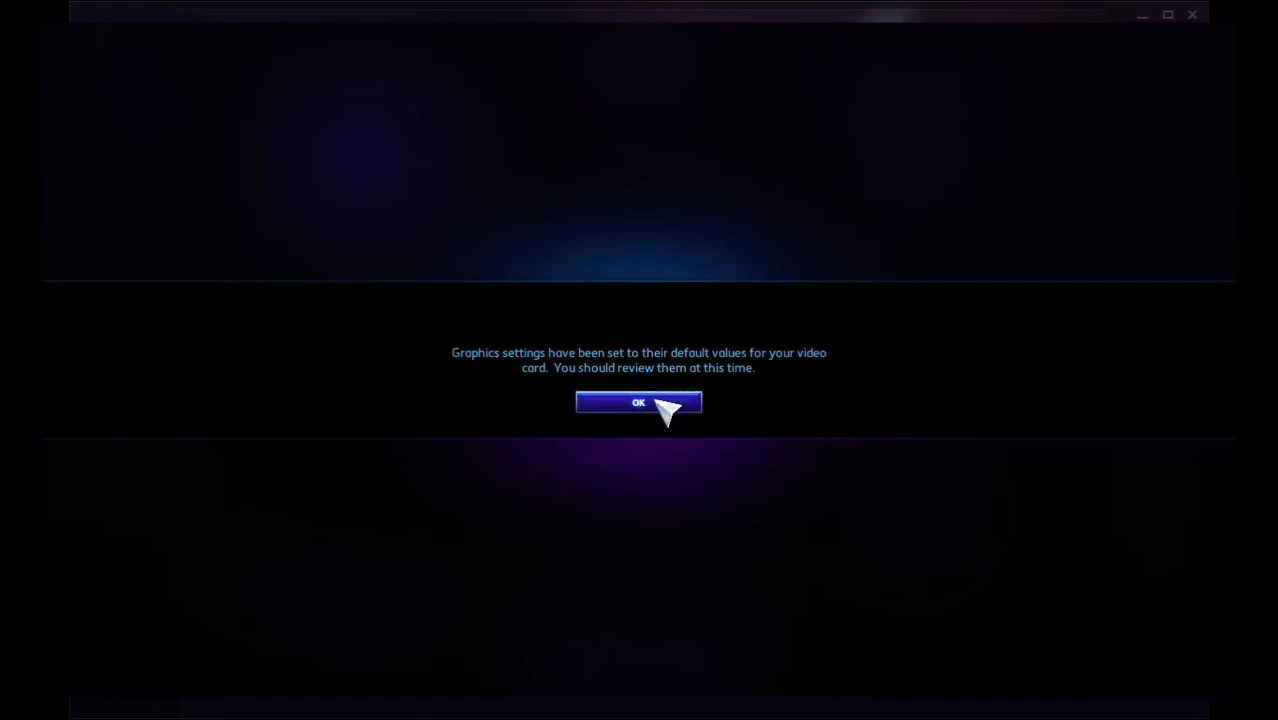 Graphics settings have been set to their default values for your video
card. You should review them at this time.
OK